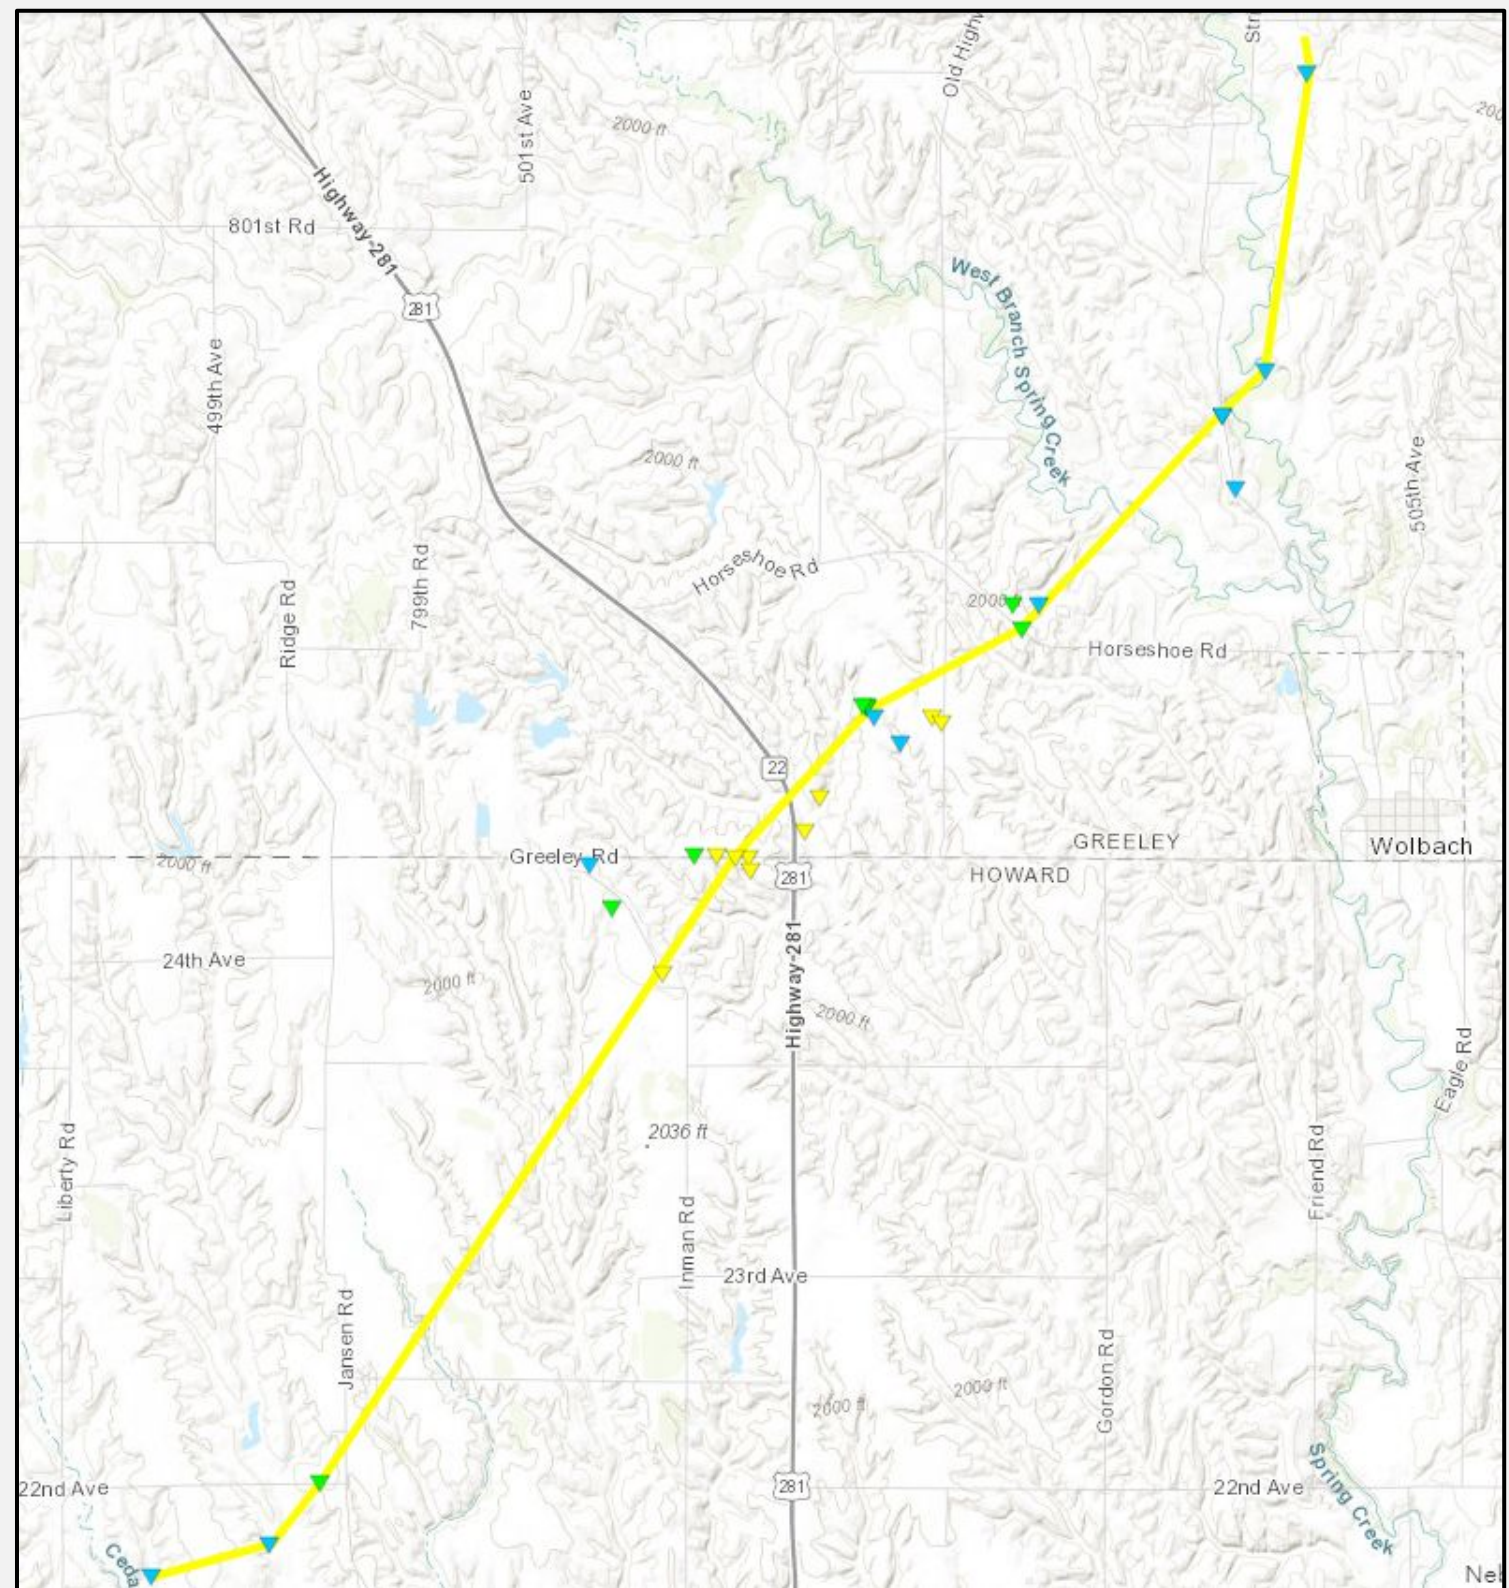 Old Highw
2000 ft
501st Ave
Highway-281
801st Rd
281
West Branch Spring Creek
499th Ave
2000 ft
505th Ave
Horseshoe Rd
799th Rd
Ridge Rd
2000 ft
Horseshoe Rd
22
GREELEY
Wolbach
Greeley Rd
2000 ft
281
HOWARD
24th Ave
2000 ft
Highway-281
2000 ft
Eagle Rd
2036 ft
Liberty Rd
Friend Rd
Inman Rd
23rd Ave
Jansen Rd
Gordon Rd
2000 ft
2000 ft
22nd Ave
281
22nd Ave
Spring Creek
Ceda